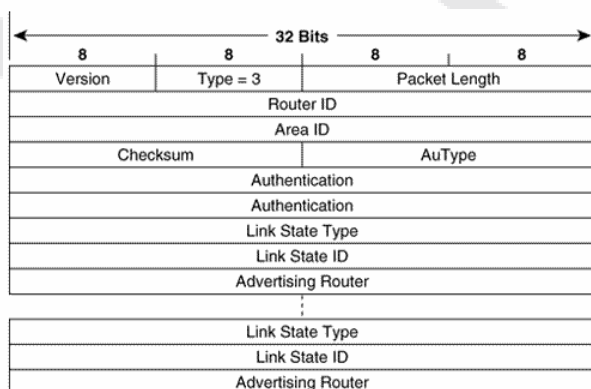 32 Bits
8 8 8 8
Version Type = 3 Packet Length
Router ID
Area ID
Checksum AuType
Authentication
Authentication
Link State Type
Link State ID
Advertising Router
Link State Type
Link State ID
Advertising Router